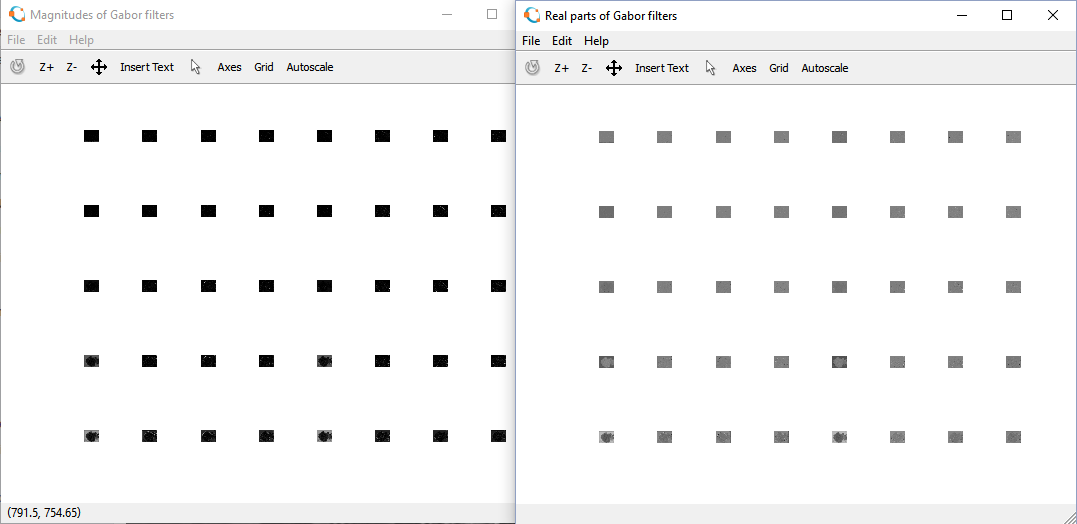 Magnitudes of Gabor filters
File Edit Help
Z+ Z- Insert Text Axes Grid Autoscale
(791.5, 754.65)
Real parts of Gabor filters
File Edit Help
Z+ Z- Insert Text Axes Grid Autoscale